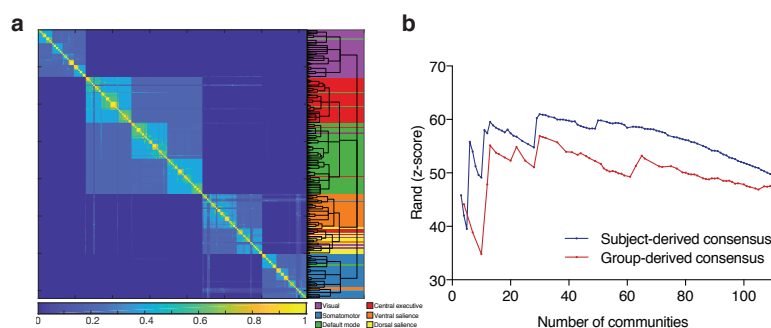 a
0.2 0.4 0.6 0.8 1
Visual
Somatomotor
Default mode
Central executive
Ventral salience
Dorsal salience
b
Rand (z-score)
70
60
50
40
30
0 20 40 60 80 100
Number of communities
Subject-derived consensus
Group-derived consensus